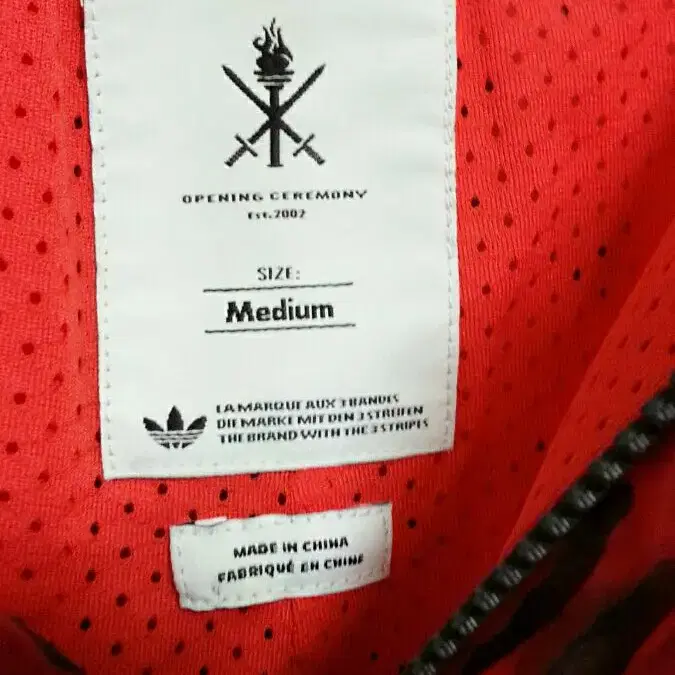 OPENING CEREMONY
Est.2002
SIZE:
Medium
LA MARQUE AUX 3 BANDES
DIE MARKE MIT DEN 3 STREIFEN
THE BRAND WITH THE 3 STRIPES
MADE IN CHINA
FABRIQUÉ EN CHINE